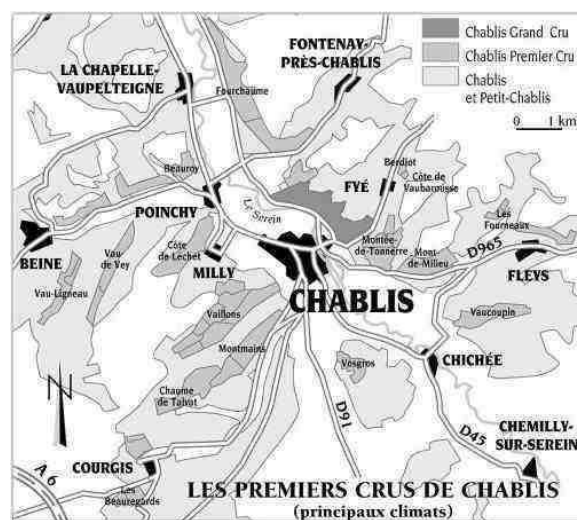 Chablis Grand Cru
Chablis Premier Cru
Chablis
et Petit-Chablis
0 1 km
FONTENAY-
PRÈS-CHABLIS
LA CHAPELLE-
VAUPELTEIGNE
Fourchaume
Beauroy
Berdiot
Côte de
Vaubarousse
FYÉ
POINCHY
Le Serein
Les
Fourneaux
BEINE
Vau
de Vey
Côte
de Léchet
MILLY
Montée-
de-Tonnerre
Mont-
de-Milieu
D965
FLEYS
Vau-Ligneau
CHABLIS
Vaillons
Vaucoupin
Montmains
Vosgros
CHICHÉE
Chaume
de Talvat
N
D91
D45
CHEMILLY-
SUR-SEREIN
A 6
COURGIS
Les
Beauregards
LES PREMIERS CRUS DE CHABLIS
(principaux climats)